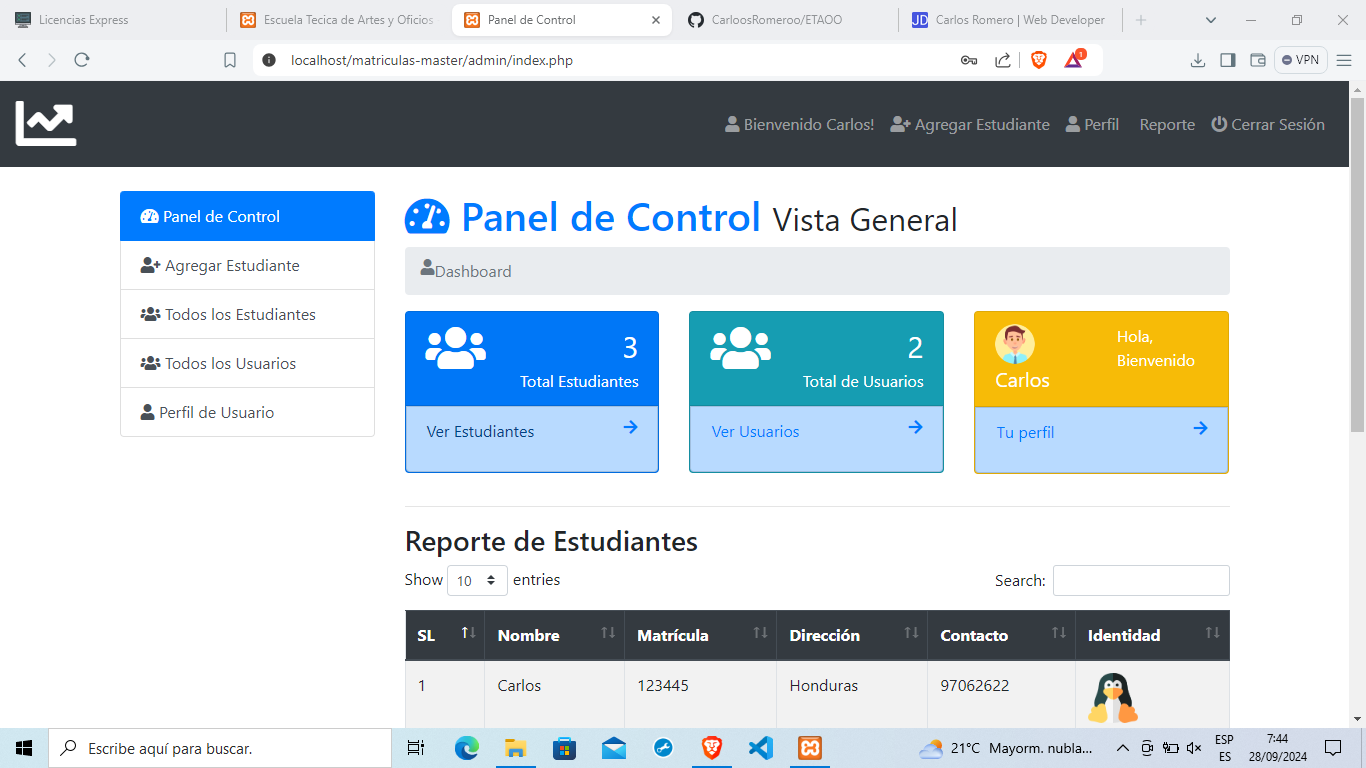 Licencias Express
Escuela Tecica de Artes y Oficios
Panel de Control
CarloosRomeroo/ETAOO
JD Carlos Romero | Web Developer
localhost/matriculas-master/admin/index.php
1
VPN
Bienvenido Carlos!
Agregar Estudiante
Perfil
Reporte
Cerrar Sesión
Panel de Control
Agregar Estudiante
Todos los Estudiantes
Todos los Usuarios
Perfil de Usuario
Panel de Control Vista General
Dashboard
3
Total Estudiantes
Ver Estudiantes
2
Total de Usuarios
Ver Usuarios
Hola,
Bienvenido
Carlos
Tu perfil
Reporte de Estudiantes
Show 10 entries
Search:
SL Nombre Matrícula Dirección Contacto Identidad
1 Carlos 123445 Honduras 97062622
Escribe aquí para buscar.
21°C Mayorm. nubla...
ESP
ES
7:44
28/09/2024